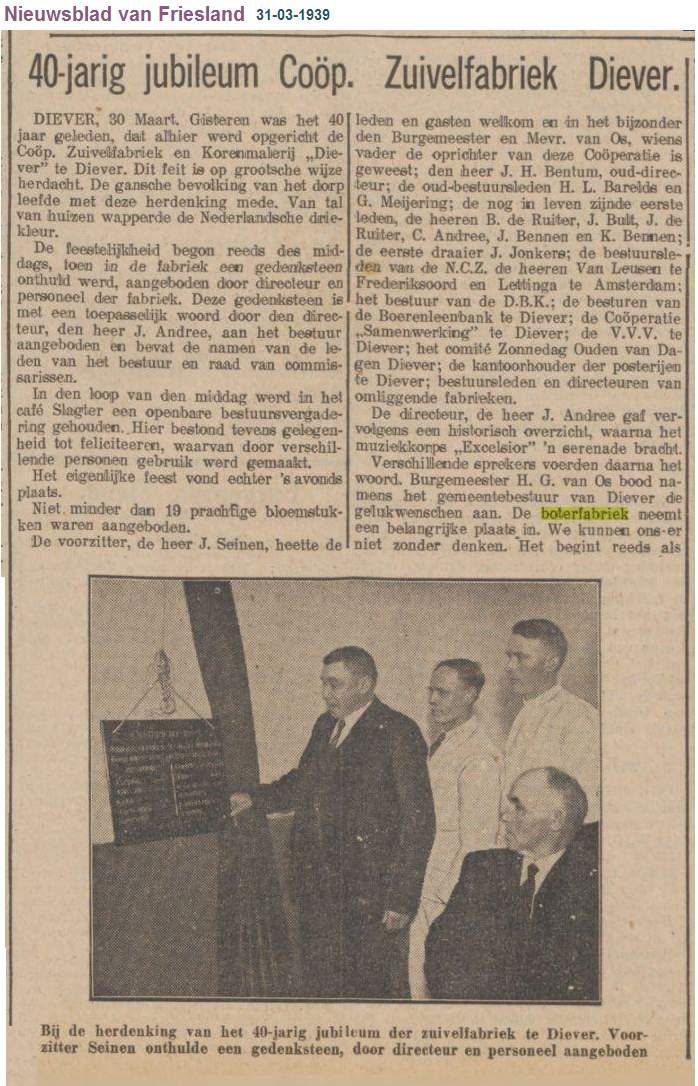 Nieuwsblad van Friesland 31-03-1939
40-jarig jubileum Coöp. Zuivelfabriek Diever.
DIEVER, 30 Maart. Gisteren was het 40
jaar geleden, dat alhier werd opgericht de
Coöp. Zuivelfabriek en Korenmalerij „Die-
ver” te Diever. Dit feit is op grootsche wijze
herdacht. De gansche bevolking van het dorp
leefde met deze herdenking mede. Van tal
van huizen wapperde de Nederlandsche drie-
kleur.
De feestelijkheid begon reeds des mid-
dags, toen in de fabriek een gedenksteen
onthuld werd, aangeboden door directeur en
personeel der fabriek. Deze gedenksteen is
met een toepasselijk woord door den direc-
teur, den heer J. Andree, aan het bestuur
aangeboden en bevat de namen van de le-
den van het bestuur en raad van commis-
sarissen.
In den loop van den middag werd in het
café Slagter een openbare bestuursvergade-
ring gehouden. Hier bestond tevens gelegen-
heid tot feliciteeren, waarvan door verschil-
lende personen gebruik werd gemaakt.
Het eigenlijke feest vond echter 's avonds
plaats.
Niet minder dan 19 prachtige bloemstuk-
ken waren aangeboden.
De voorzitter, de heer J. Seinen, heette de
leden en gasten welkom en in het bijzonder
den Burgemeester en Mevr. van Os, wiens
vader de oprichter van deze Coöperatie is
geweest; den heer J. H. Bentum, oud-direc-
teur; de oud-bestuursleden H. L. Barelds en
G. Meijering; de nog in leven zijnde eerste
leden, de heeren B. de Ruiter, J. Bult, J. de
Ruiter, C. Andree, J. Bennen en K. Bennen;
de eerste draaier J. Jonkers; de bestuursle-
den van de N.C.Z. de heeren Van Leusen te
Frederiksoord en Lettinga te Amsterdam;
het bestuur van de D.B.K.; de besturen van
de Boerenleenbank te Diever; de Coöperatie
„Samenwerking” te Diever; de V.V.V. te
Diever; het comité Zonnedag Ouden van Da-
gen Diever; de kantoorhouder der posterijen
te Diever; bestuursleden en directeuren van
omliggende fabrieken.
De directeur, de heer J. Andree gaf ver-
volgens een historisch overzicht, waarna het
muziekkorps „Excelsior” 'n serenade bracht.
Verschillende sprekers voerden daarna het
woord. Burgemeester H. G. van Os bood na-
mens het gemeentebestuur van Diever de
gelukwenschen aan. De boterfabriek neemt
een belangrijke plaats in. We kunnen ons er
niet zonder denken. Het begint reeds als
Bij de herdenking van het 40-jarig jubileum der zuivelfabriek te Diever. Voor-
zitter Seinen onthulde een gedenksteen, door directeur en personeel aangeboden